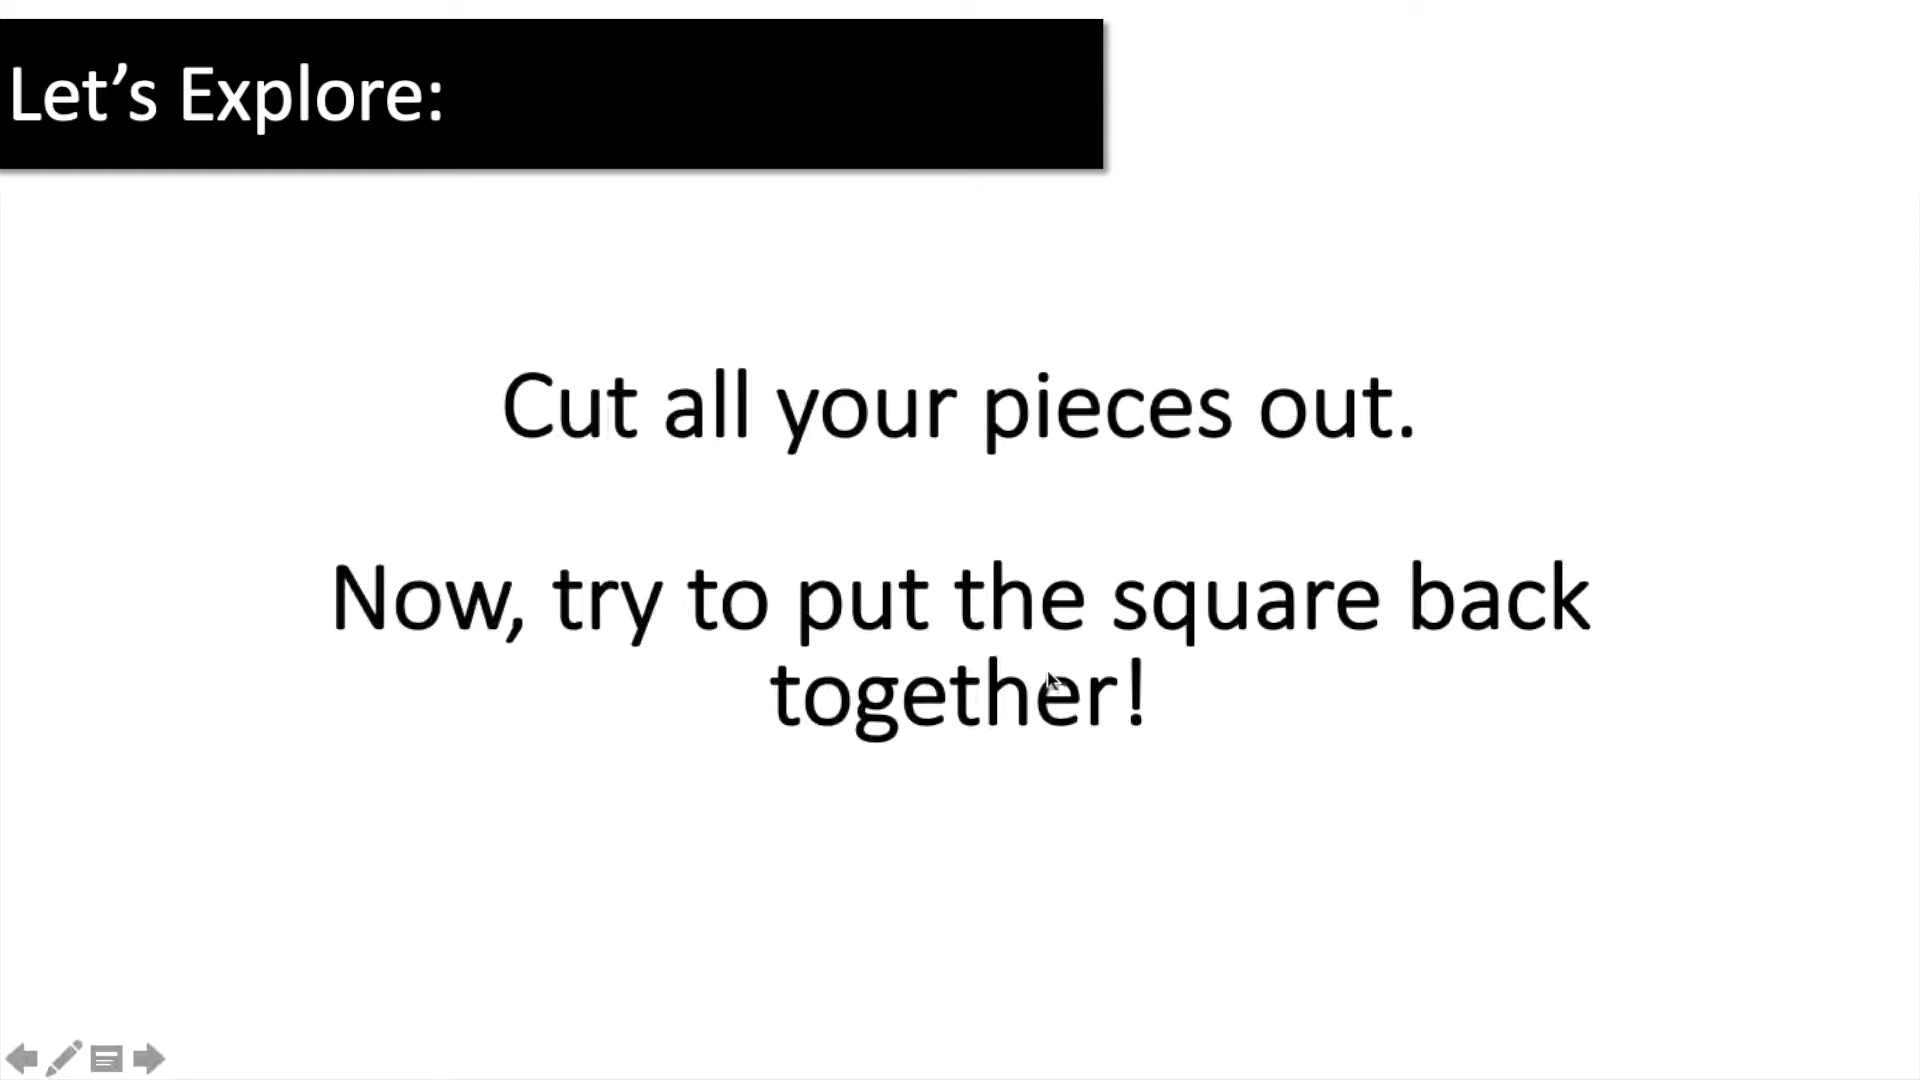 Let’s Explore:
Cut all your pieces out.
Now, try to put the square back
together!